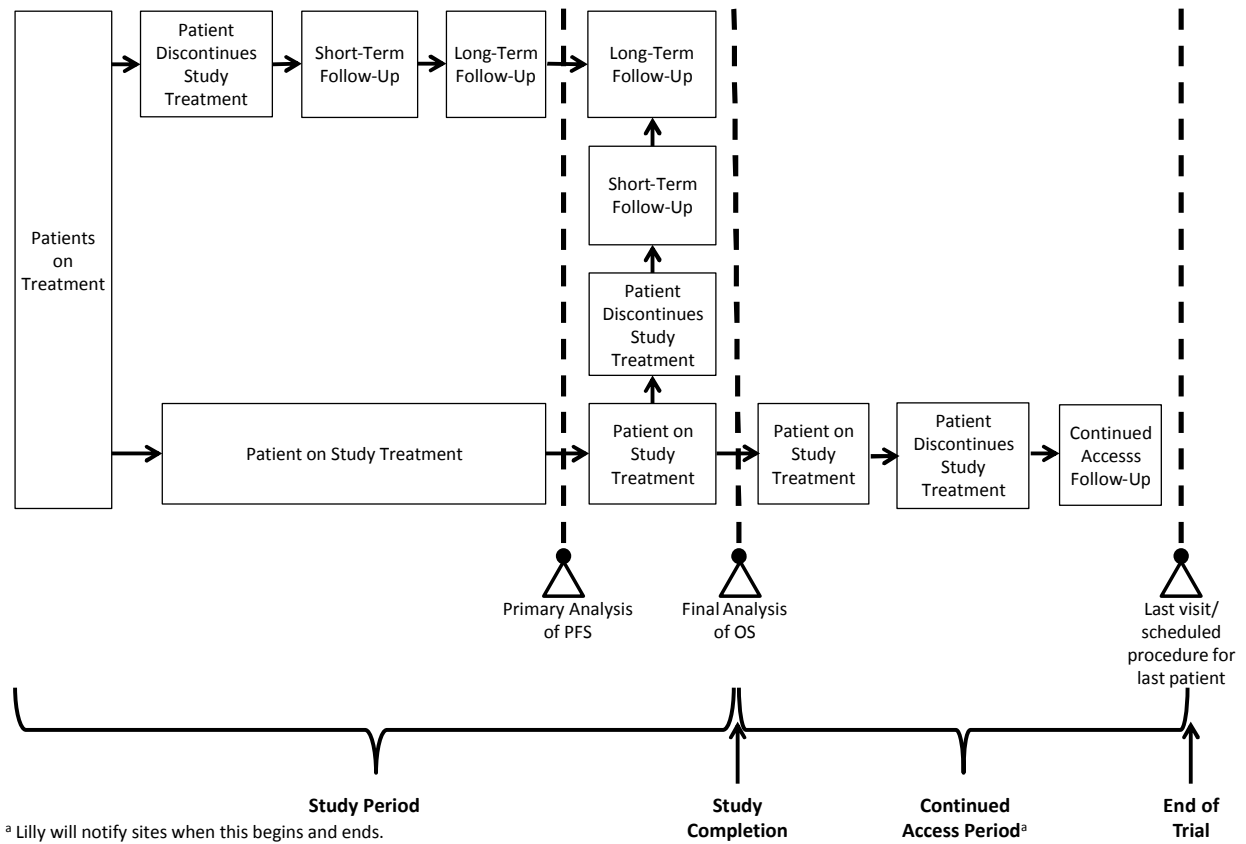 Patients
on
Treatment
Patient
Discontinues
Study
Treatment
Short-Term
Follow-Up
Long-Term
Follow-Up
Long-Term
Follow-Up
Short-Term
Follow-Up
Patient
Discontinues
Study
Treatment
Patient on Study Treatment
Patient on
Study
Treatment
Patient on
Study
Treatment
Patient
Discontinues
Study
Treatment
Continued
Accesss
Follow-Up
Primary Analysis
of PFS
Final Analysis
of OS
Last visit/
scheduled
procedure for
last patient
Study Period
Study
Completion
Continued
Access Periodᵃ
End of
Trial
ᵃ Lilly will notify sites when this begins and ends.